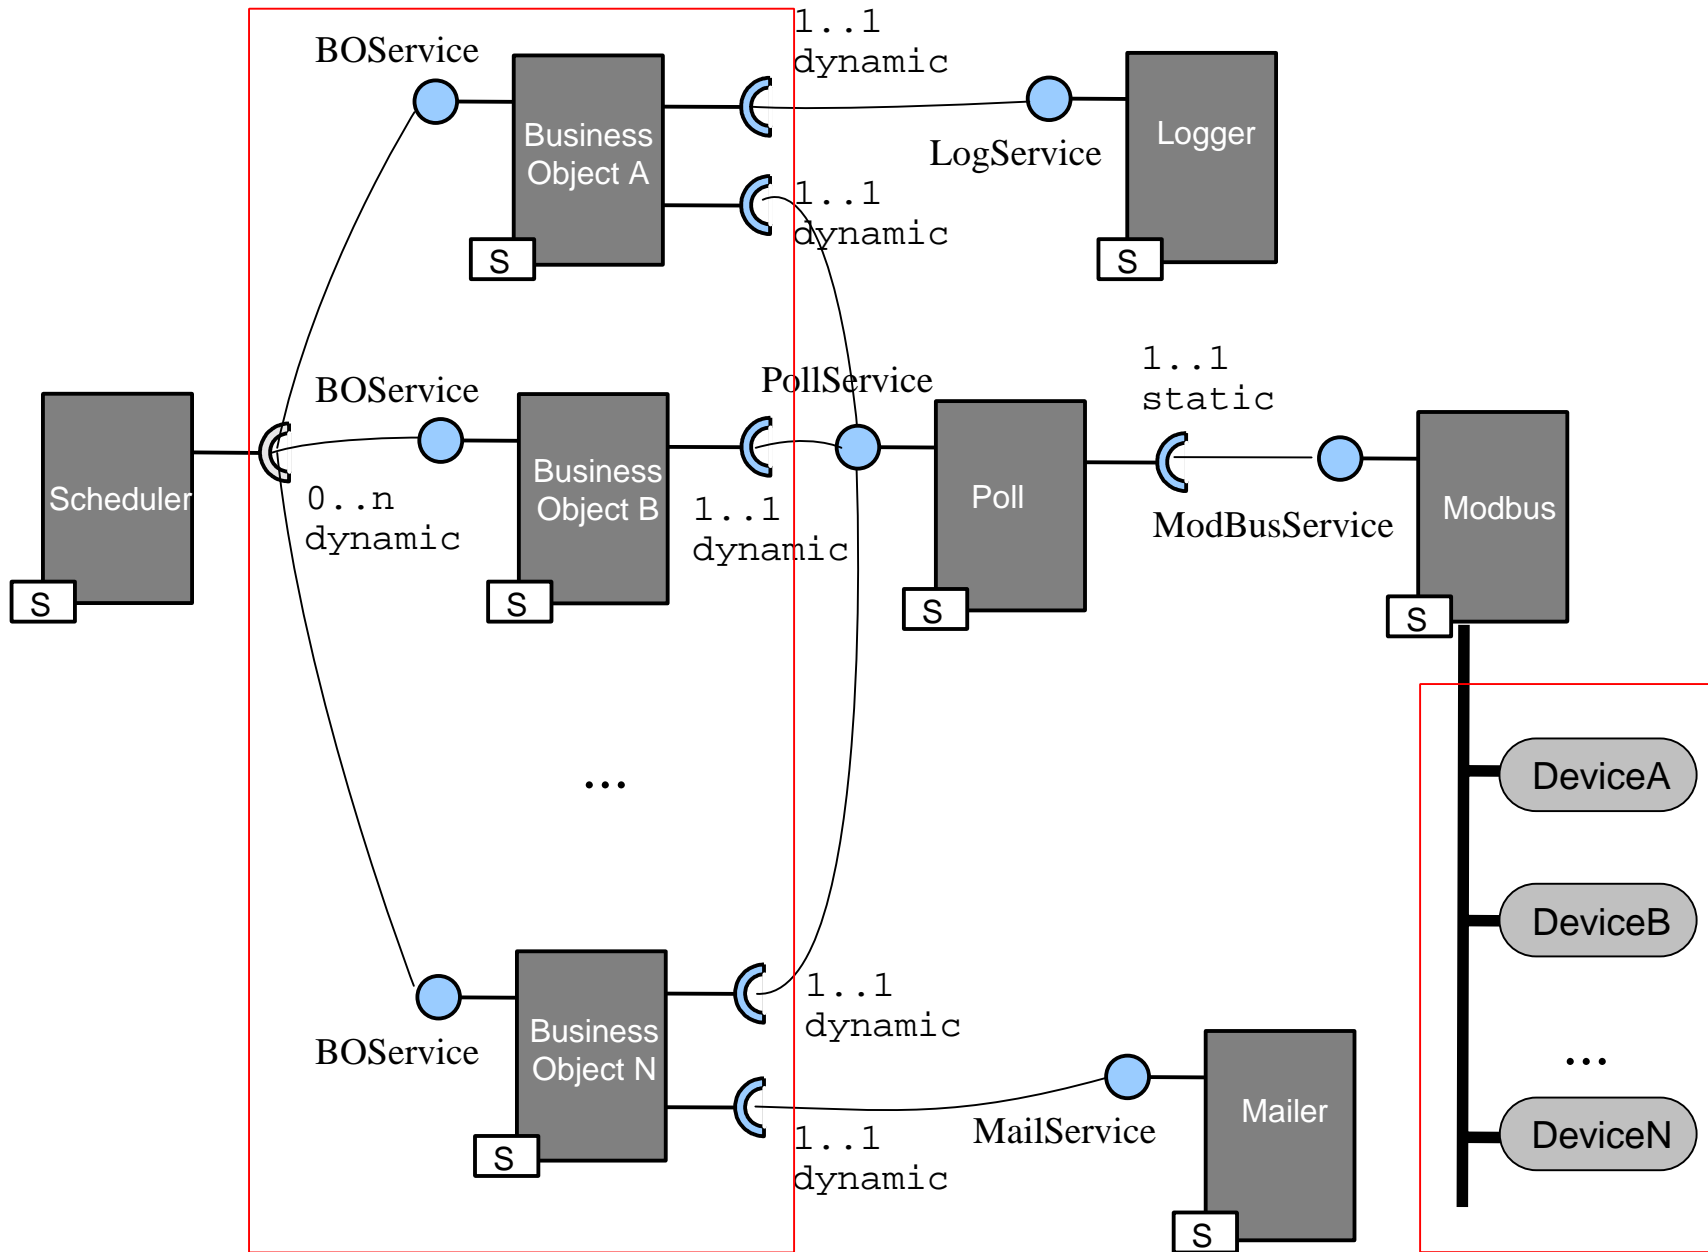 1..1
dynamic
BOService
Business
Object A
S
LogService
Logger
S
1..1
dynamic
BOService
PollService
1..1
static
Scheduler
S
0..n
dynamic
Business
Object B
S
1..1
dynamic
Poll
S
ModBusService
Modbus
S
...
DeviceA
DeviceB
...
DeviceN
BOService
Business
Object N
S
1..1
dynamic
1..1
dynamic
MailService
Mailer
S